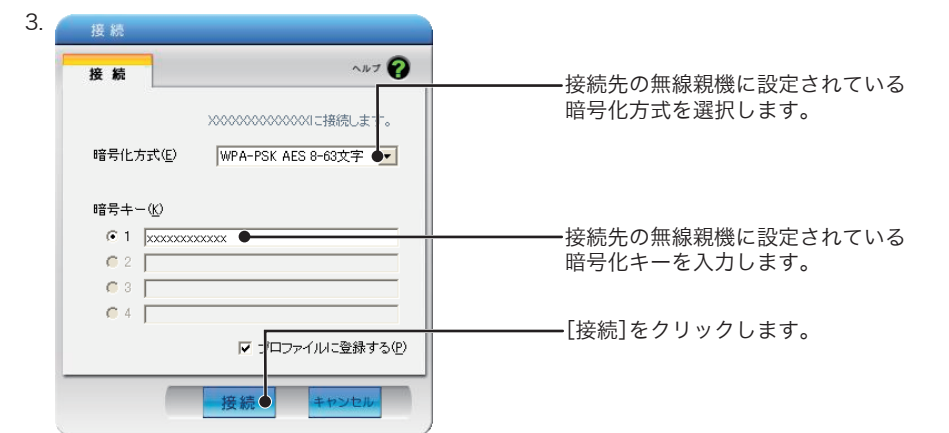 3.
接 続
接 続
ヘルプ ?
XXXXXXXXXXXXXに接続します。
暗号化方式(E)
WPA-PSK AES 8-63文字
暗号キー(K)
1 xxxxxxxxxxxx
2
3
4
プロファイルに登録する(P)
接 続
キャンセル
接続先の無線親機に設定されている
暗号化方式を選択します。
接続先の無線親機に設定されている
暗号化キーを入力します。
[接続]をクリックします。